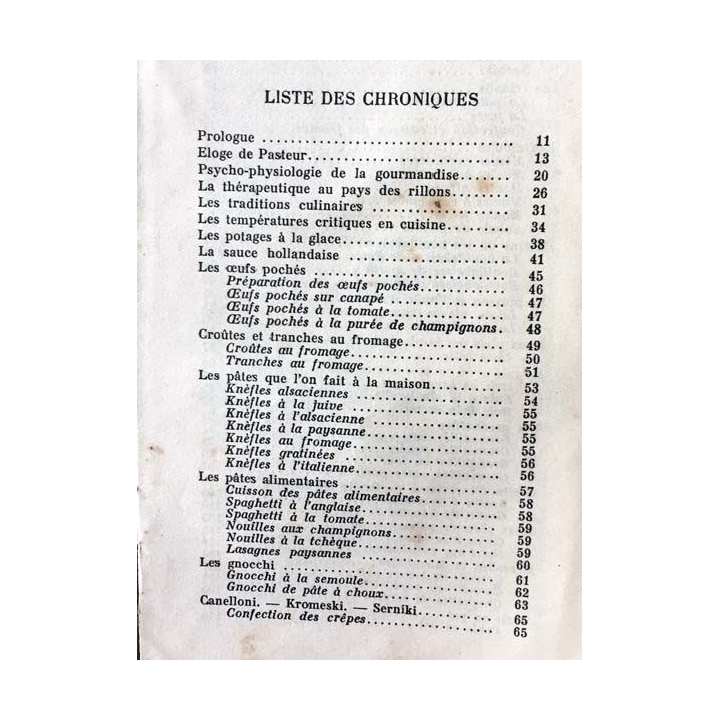 LISTE DES CHRONIQUES
Prologue .................................. 11
Eloge de Pasteur........................... 13
Psycho-physiologie de la gourmandise....... 20
La thérapeutique au pays des rillons........ 26
Les traditions culinaires .................. 31
Les températures critiques en cuisine....... 34
Les potages à la glace...................... 38
La sauce hollandaise ....................... 41
Les œufs pochés ............................ 45
Préparation des œufs pochés................ 46
Œufs pochés sur canapé .................... 47
Œufs pochés à la tomate.................... 47
Œufs pochés à la purée de champignons. 48
Croûtes et tranches au fromage.............. 49
Croûtes au fromage......................... 50
Tranches au fromage........................ 51
Les pâtes que l'on fait à la maison......... 53
Knèfles alsaciennes ....................... 54
Knèfles à la juive ........................ 55
Knèfles à l'alsacienne .................... 55
Knèfles à la paysanne...................... 55
Knèfles au fromage......................... 55
Knèfles gratinées ......................... 56
Knèfles à l'italienne...................... 56
Les pâtes alimentaires ..................... 57
Cuisson des pâtes alimentaires............. 58
Spaghetti à l'anglaise..................... 58
Spaghetti à la tomate...................... 59
Nouilles aux champignons................... 59
Nouilles à la tchèque...................... 59
Lasagnes paysannes ........................ 60
Les gnocchi ................................ 61
Gnocchi à la semoule....................... 62
Gnocchi de pâte à choux.................... 63
Canelloni. — Kromeski. — Serniki........... 65
Confection des crêpes...................... 65